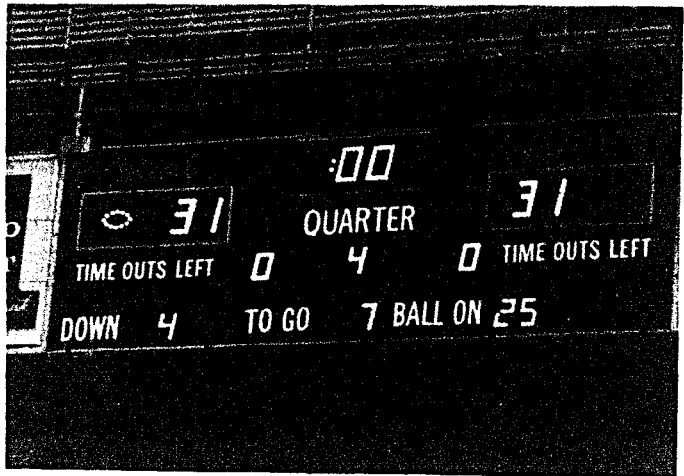 :00
31 QUARTER 31
TIME OUTS LEFT 0 4 0 TIME OUTS LEFT
DOWN 4 TO GO 7 BALL ON 25